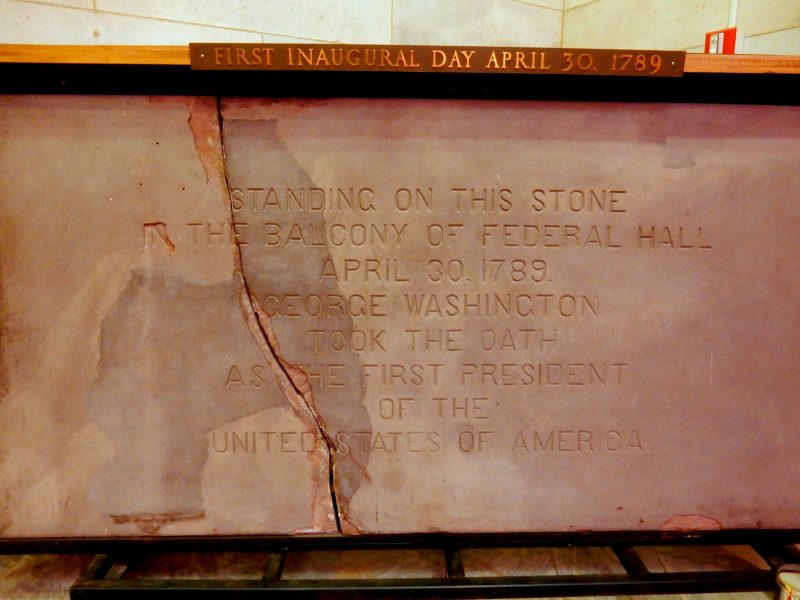 FIRST INAUGURAL DAY APRIL 30, 1789
STANDING ON THIS STONE
IN THE BALCONY OF FEDERAL HALL
APRIL 30, 1789.
GEORGE WASHINGTON
TOOK THE OATH
AS THE FIRST PRESIDENT
OF THE
UNITED STATES OF AMERICA.